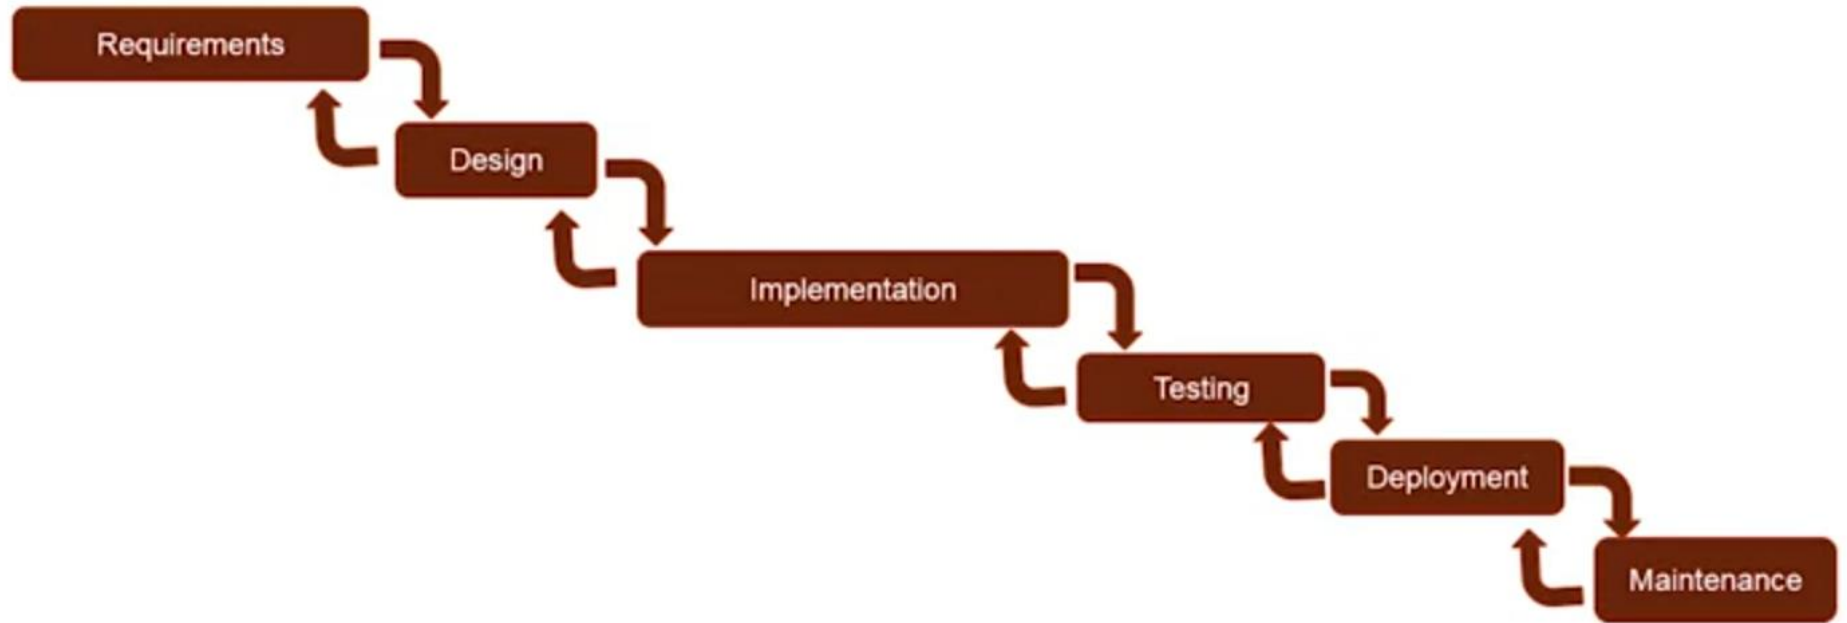 Requirements
Design
Implementation
Testing
Deployment
Maintenance